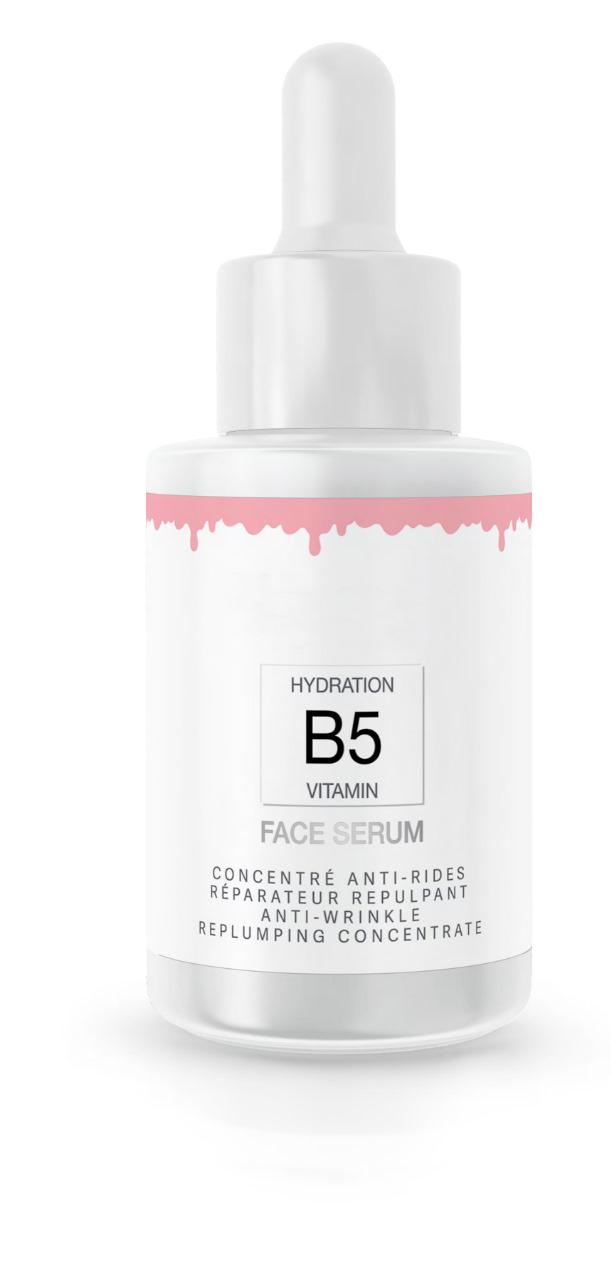 HYDRATION
B5
VITAMIN
FACE SERUM
CONCENTRÉ ANTI-RIDES
RÉPARATEUR REPULPANT
ANTI-WRINKLE
REPLUMPING CONCENTRATE